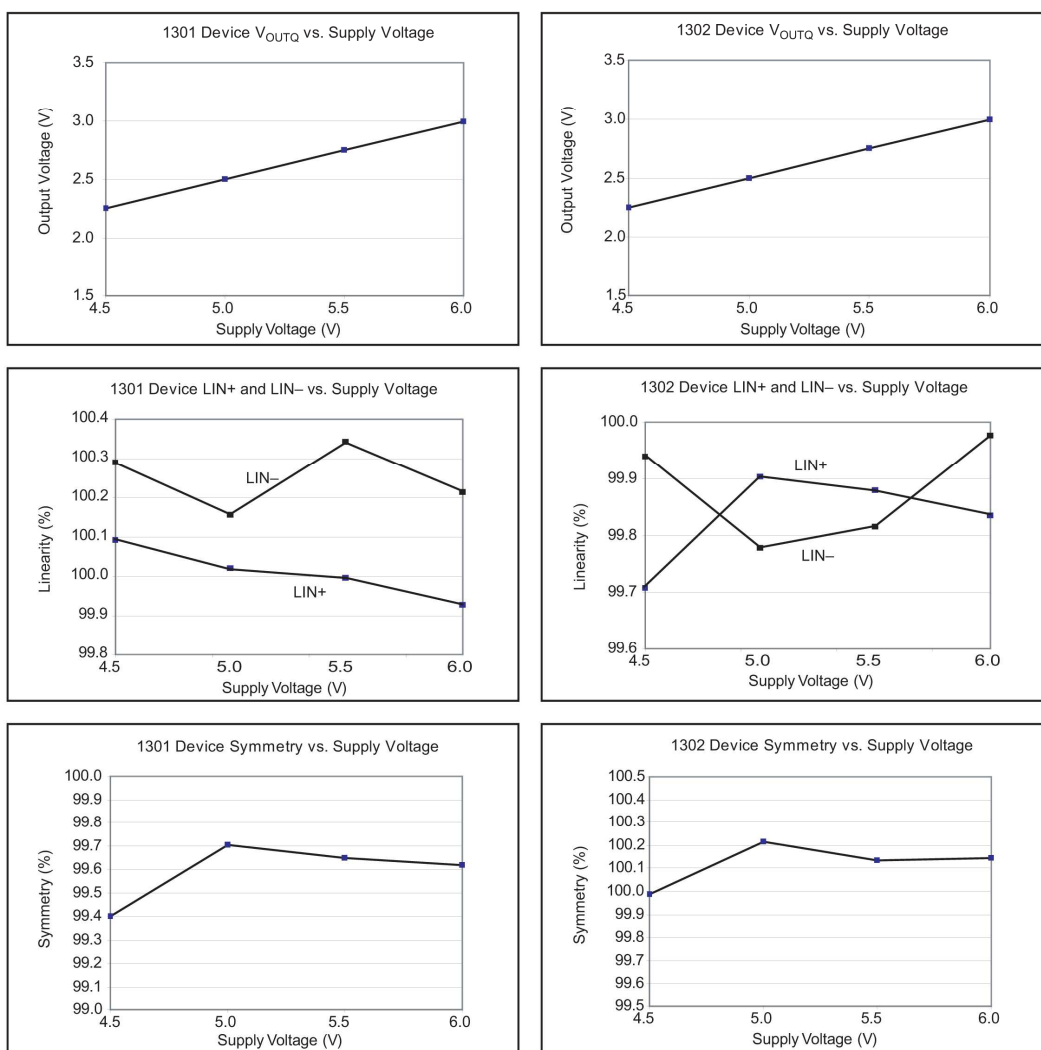 1301 Device VOUTQ vs. Supply Voltage
3.5
3.0
2.5
2.0
1.5
4.5 5.0 5.5 6.0
Output Voltage (V)
Supply Voltage (V)
1302 Device VOUTQ vs. Supply Voltage
3.5
3.0
2.5
2.0
1.5
4.5 5.0 5.5 6.0
Output Voltage (V)
Supply Voltage (V)
1301 Device LIN+ and LIN– vs. Supply Voltage
100.4
100.3
100.2
100.1
100.0
99.9
99.8
4.5 5.0 5.5 6.0
Linearity (%)
LIN–
LIN+
Supply Voltage (V)
1302 Device LIN+ and LIN– vs. Supply Voltage
100.0
99.9
99.8
99.7
99.6
4.5 5.0 5.5 6.0
Linearity (%)
LIN+
LIN–
Supply Voltage (V)
1301 Device Symmetry vs. Supply Voltage
100.0
99.9
99.8
99.7
99.6
99.5
99.4
99.3
99.2
99.1
99.0
4.5 5.0 5.5 6.0
Symmetry (%)
Supply Voltage (V)
1302 Device Symmetry vs. Supply Voltage
100.5
100.4
100.3
100.2
100.1
100.0
99.9
99.8
99.7
99.6
99.5
4.5 5.0 5.5 6.0
Symmetry (%)
Supply Voltage (V)